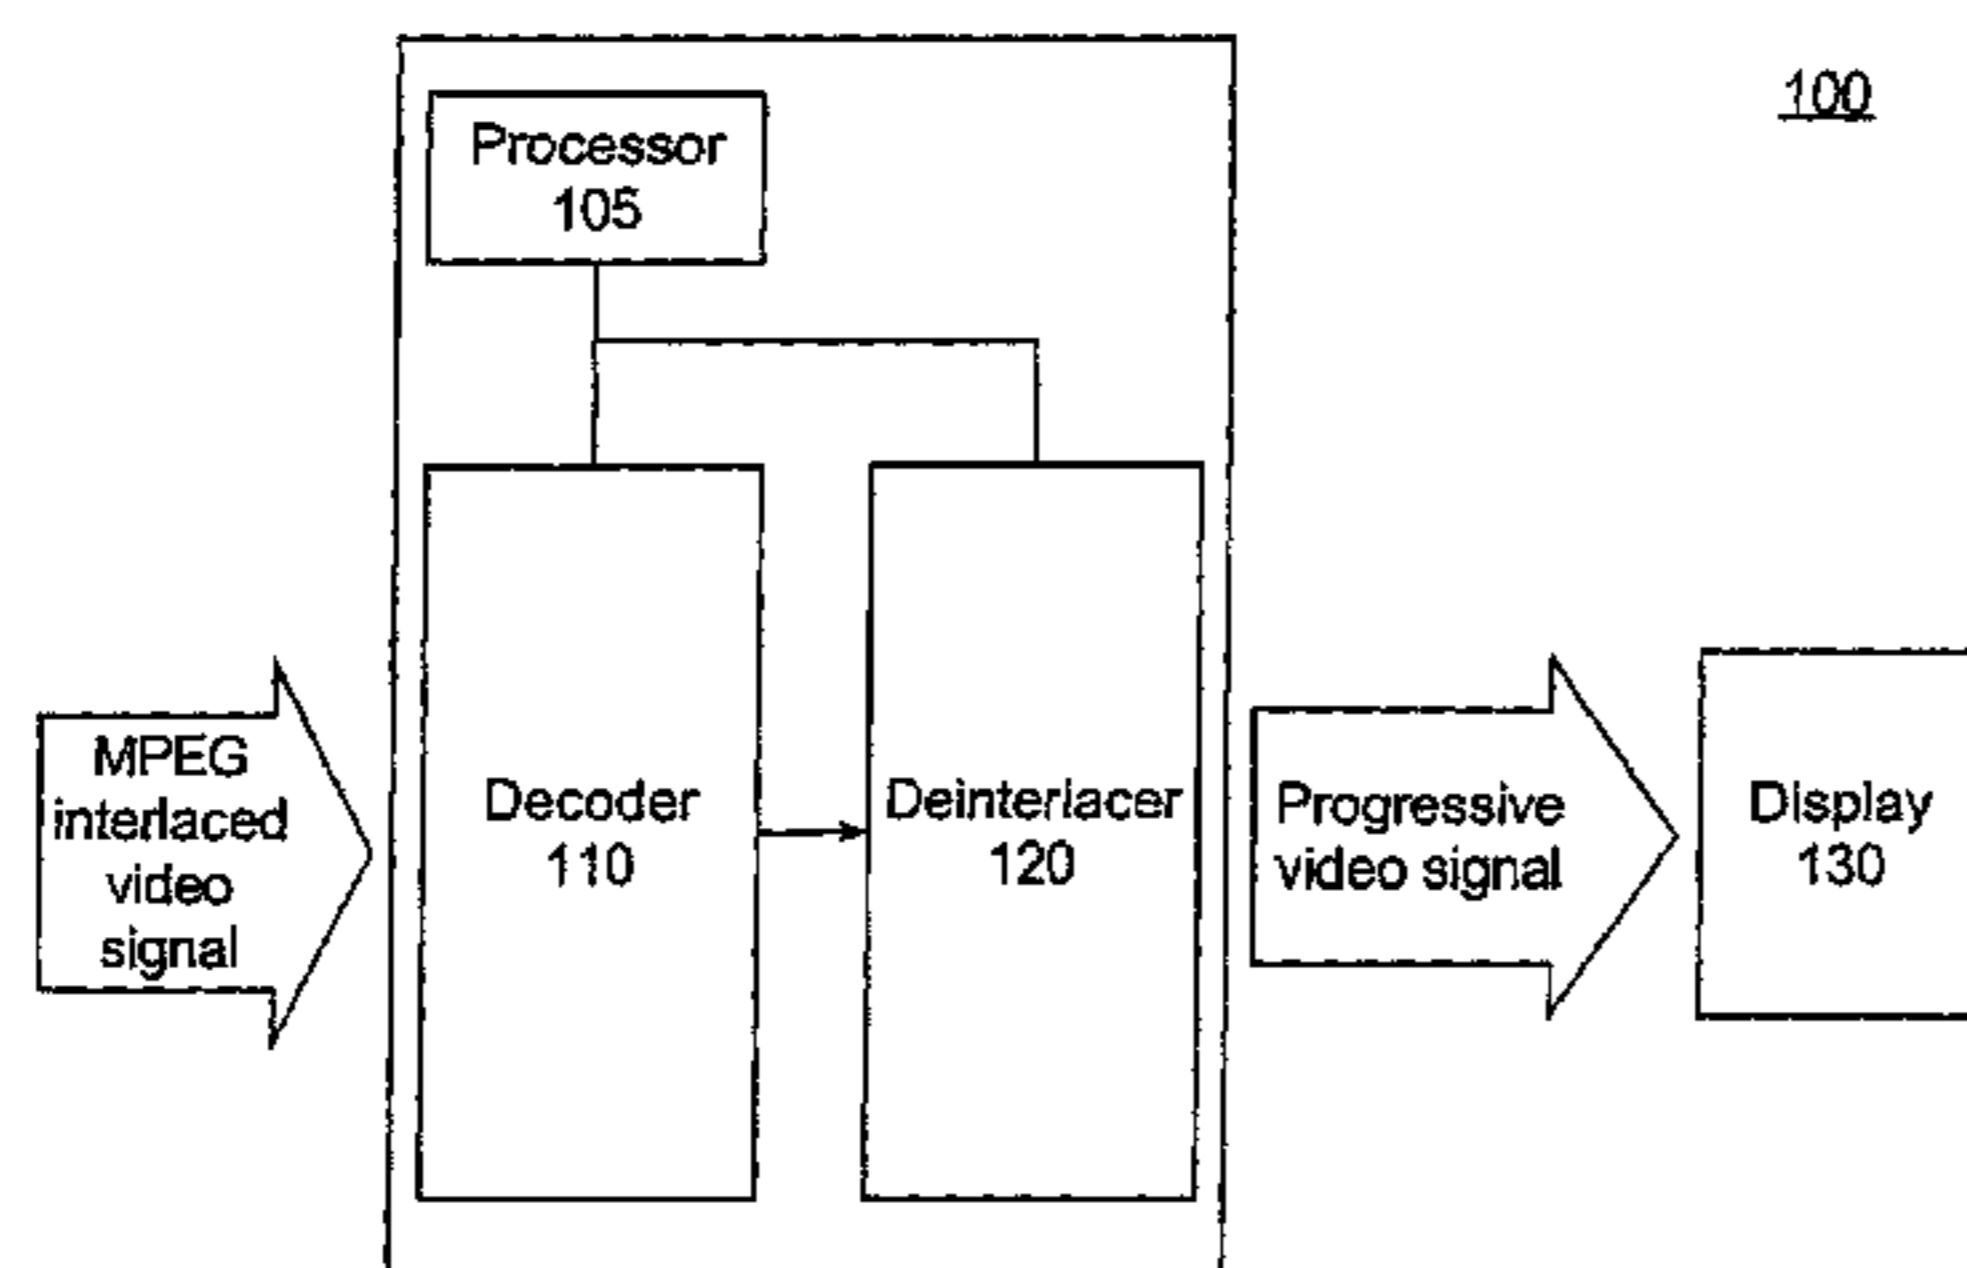 100
Processor
105
MPEG
interlaced
video
signal
Decoder
110
Deinterlacer
120
Progressive
video signal
Display
130